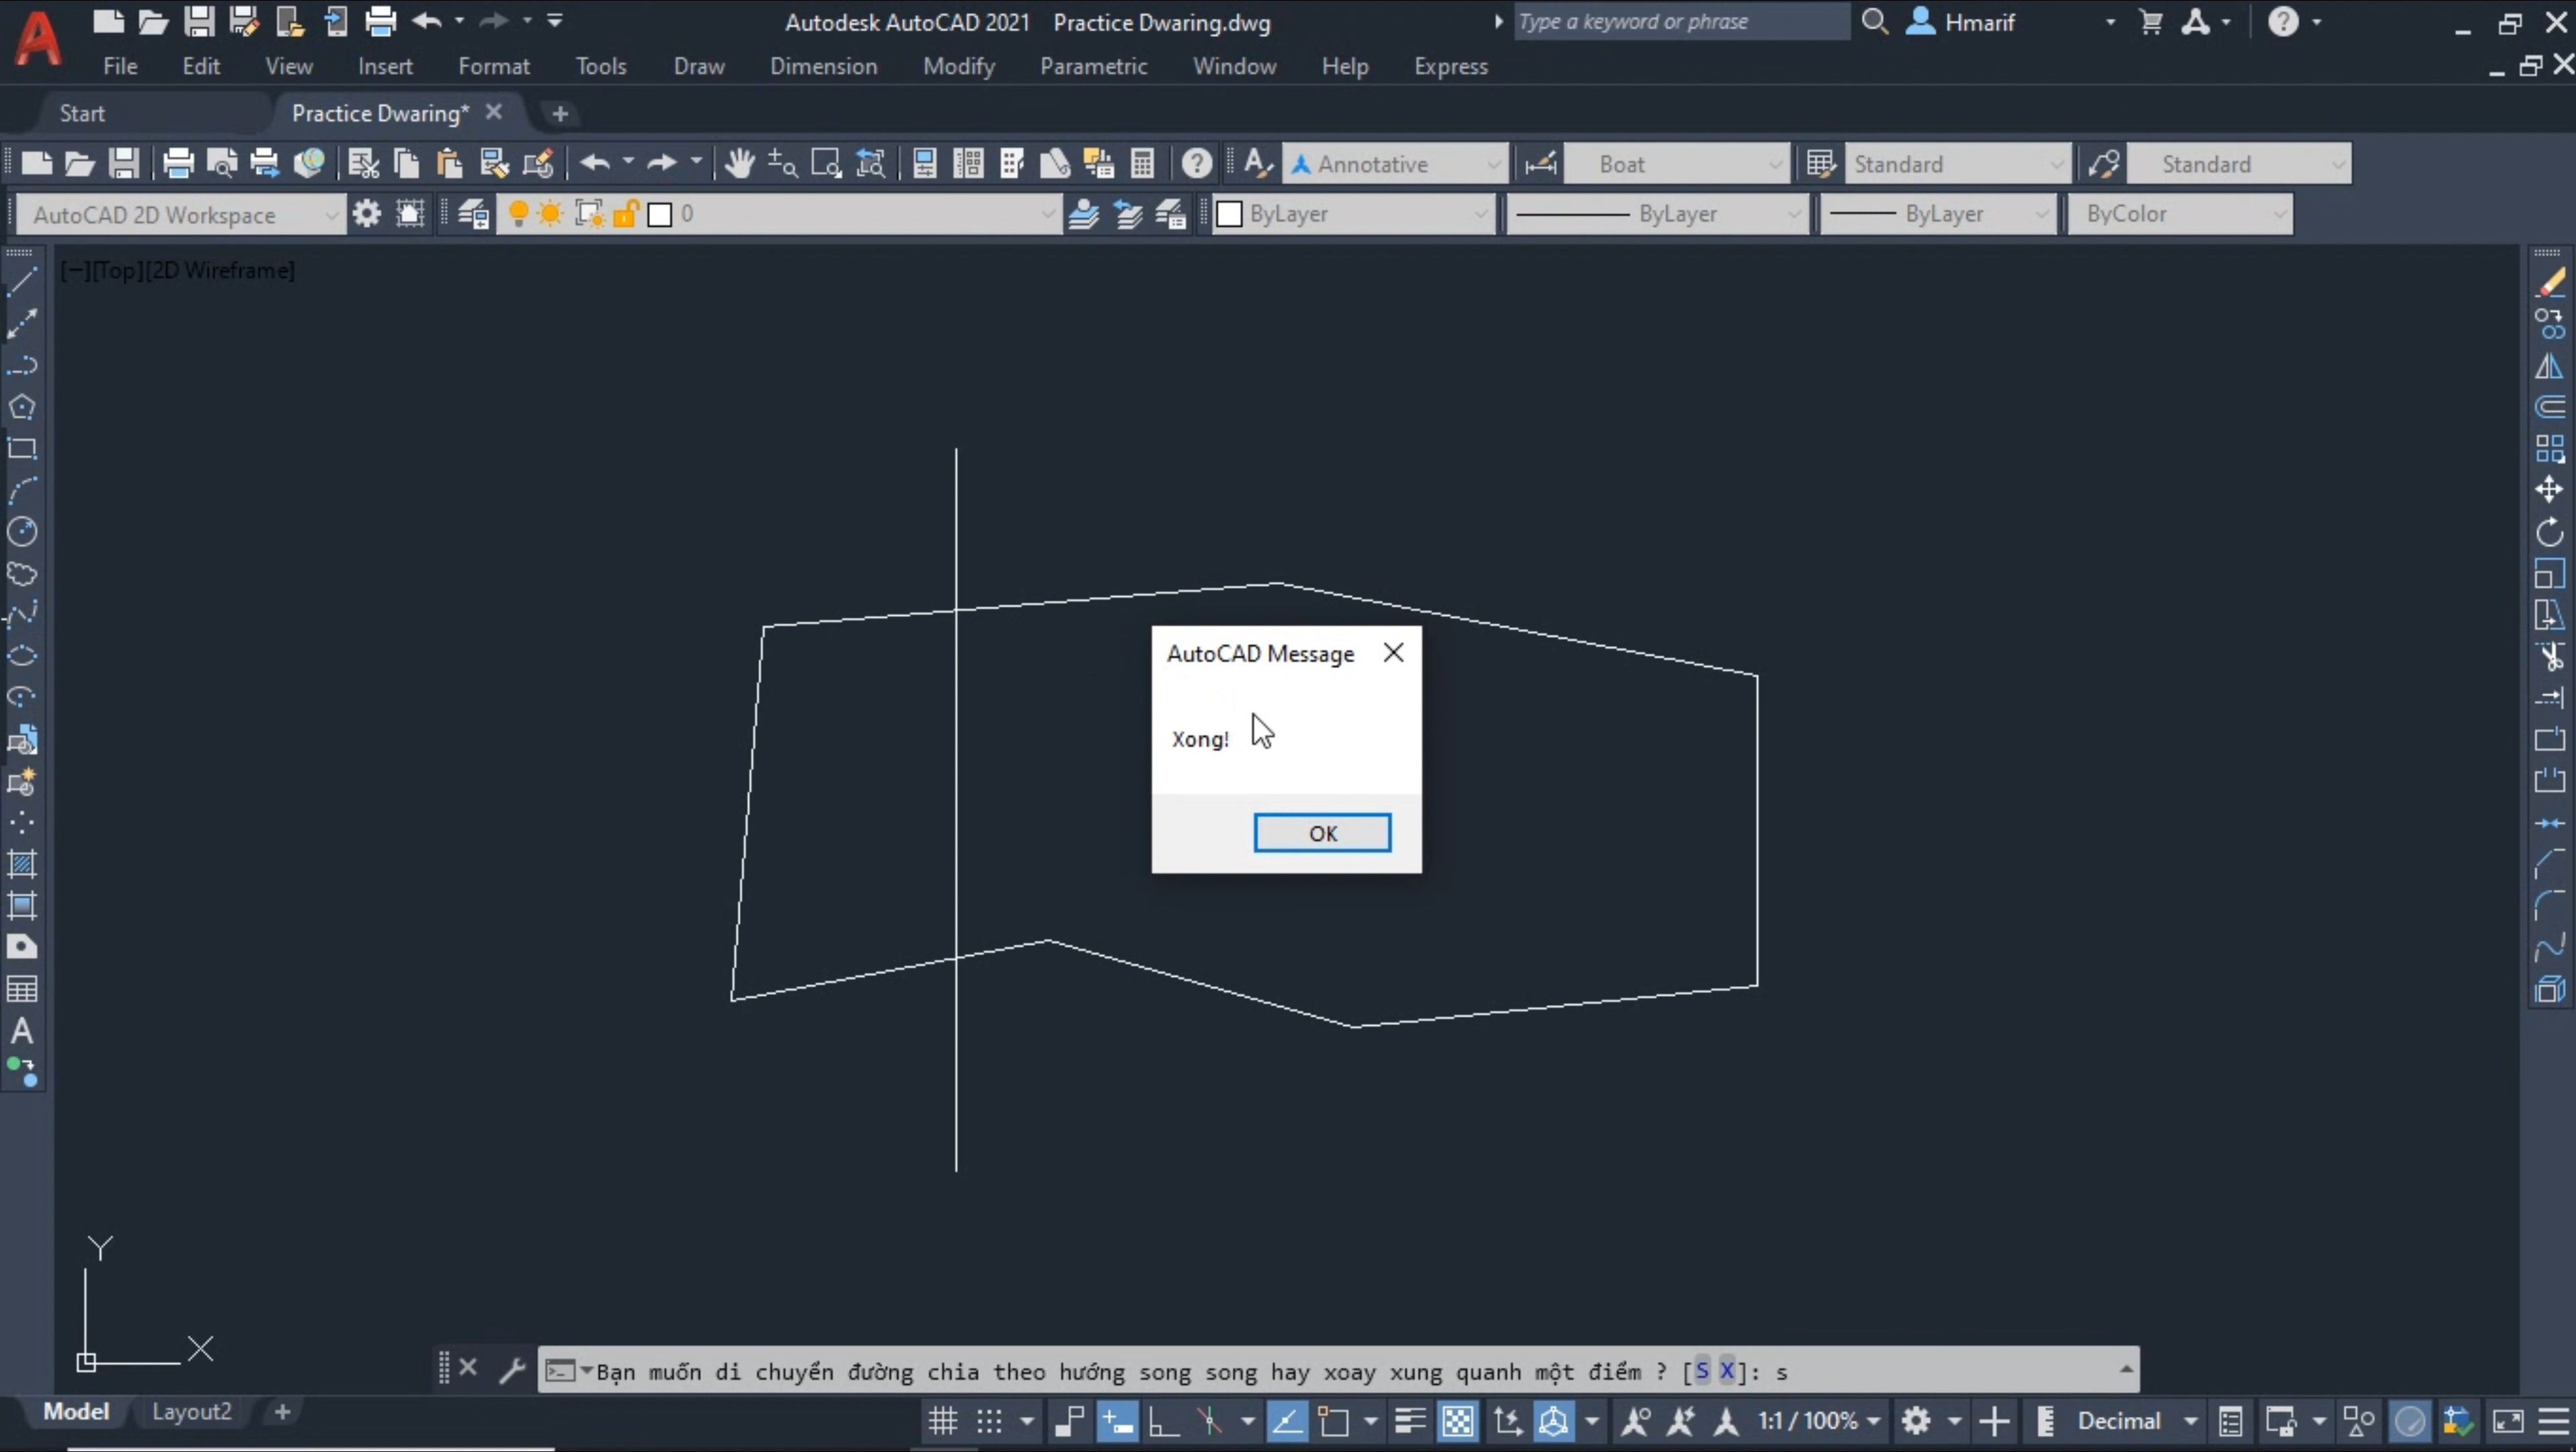 Autodesk AutoCAD 2021 Practice Dwaring.dwg
Type a keyword or phrase
Hmarif
File Edit View Insert Format Tools Draw Dimension Modify Parametric Window Help Express
Start
Practice Dwaring*
Annotative
Boat
Standard
Standard
AutoCAD 2D Workspace
0
ByLayer
ByLayer
ByLayer
ByColor
[−][Top][2D Wireframe]
AutoCAD Message
Xong!
OK
Y
X
Bạn muốn di chuyển đường chia theo hướng song song hay xoay xung quanh một điểm ? [S X]: s
Model
Layout2
1:1 / 100%
Decimal